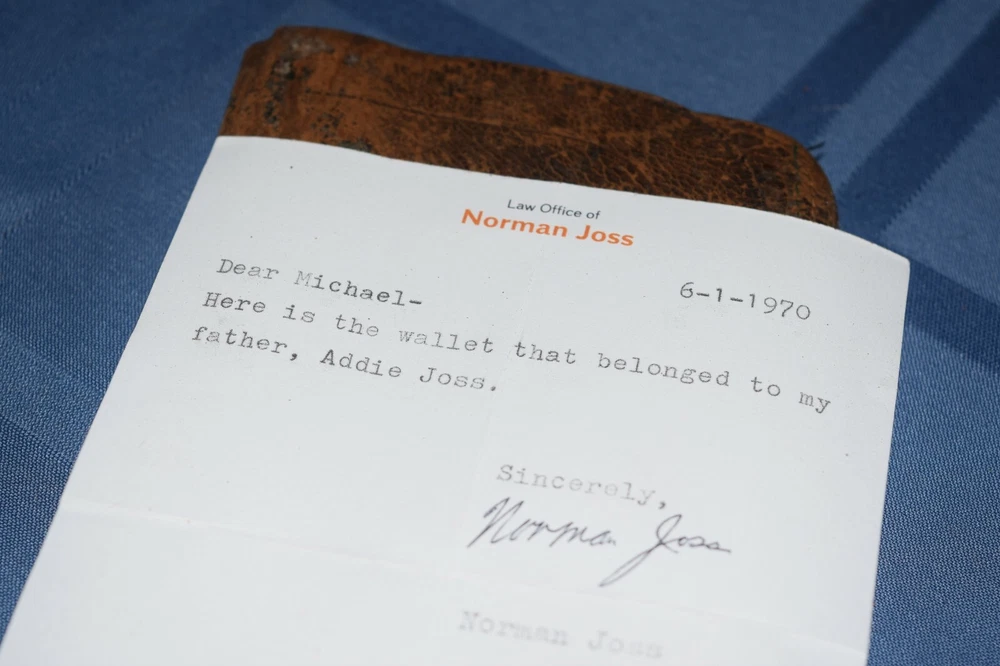 Law Office of
Norman Joss
6-1-1970
Dear Michael-
Here is the wallet that belonged to my
father, Addie Joss.
Sincerely,
Norman Joss
Norman Joss